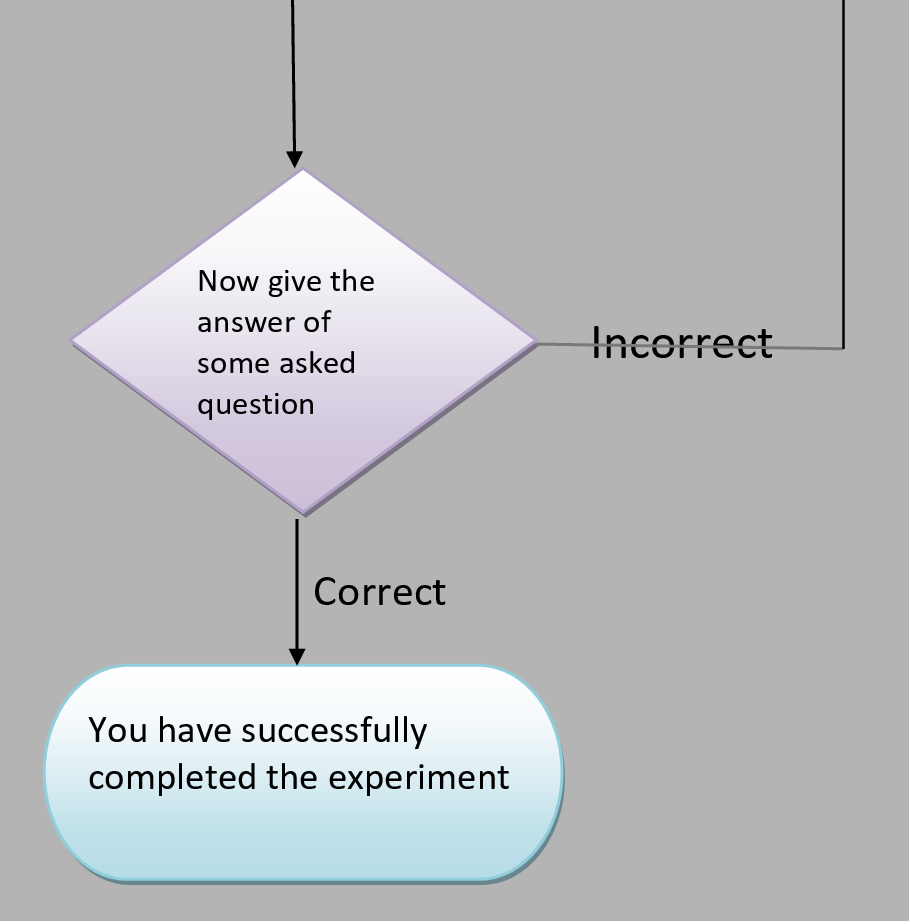 Now give the
answer of
some asked
question
Incorrect
Correct
You have successfully
completed the experiment